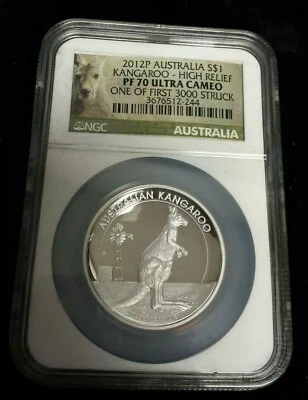 2012P AUSTRALIA S$1
KANGAROO - HIGH RELIEF
PF 70 ULTRA CAMEO
ONE OF FIRST 3000 STRUCK
3676512-244
NGC
AUSTRALIA
AUSTRALIAN KANGAROO